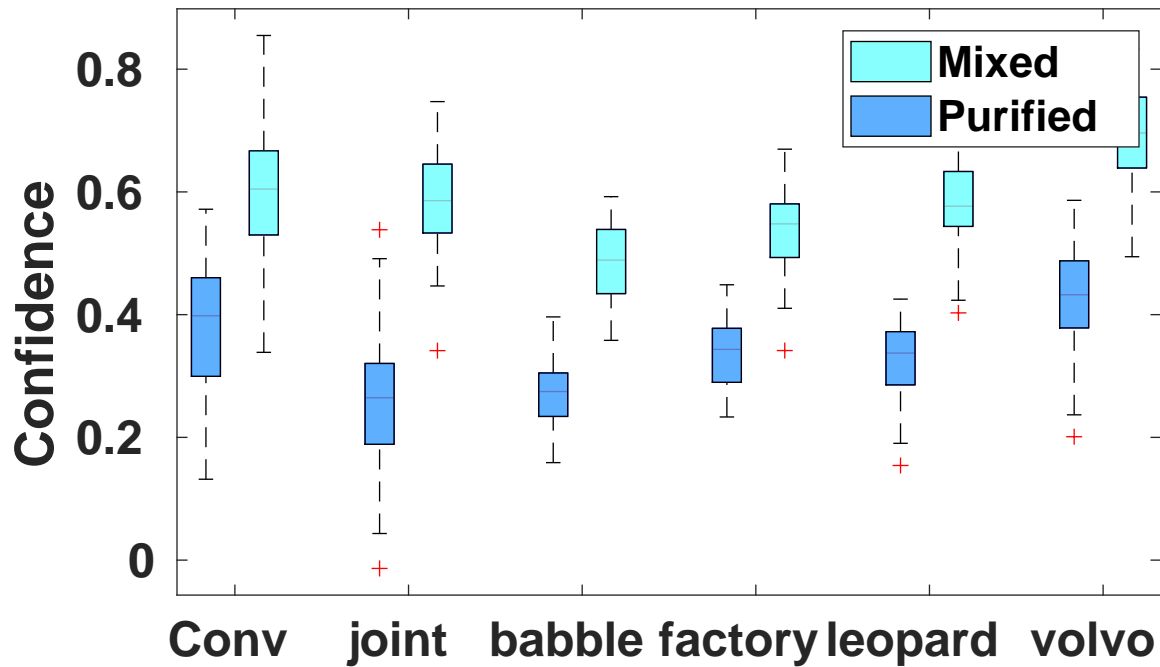 Mixed
Purified
Confidence
0.8
0.6
0.4
0.2
0
Conv joint babble factory leopard volvo